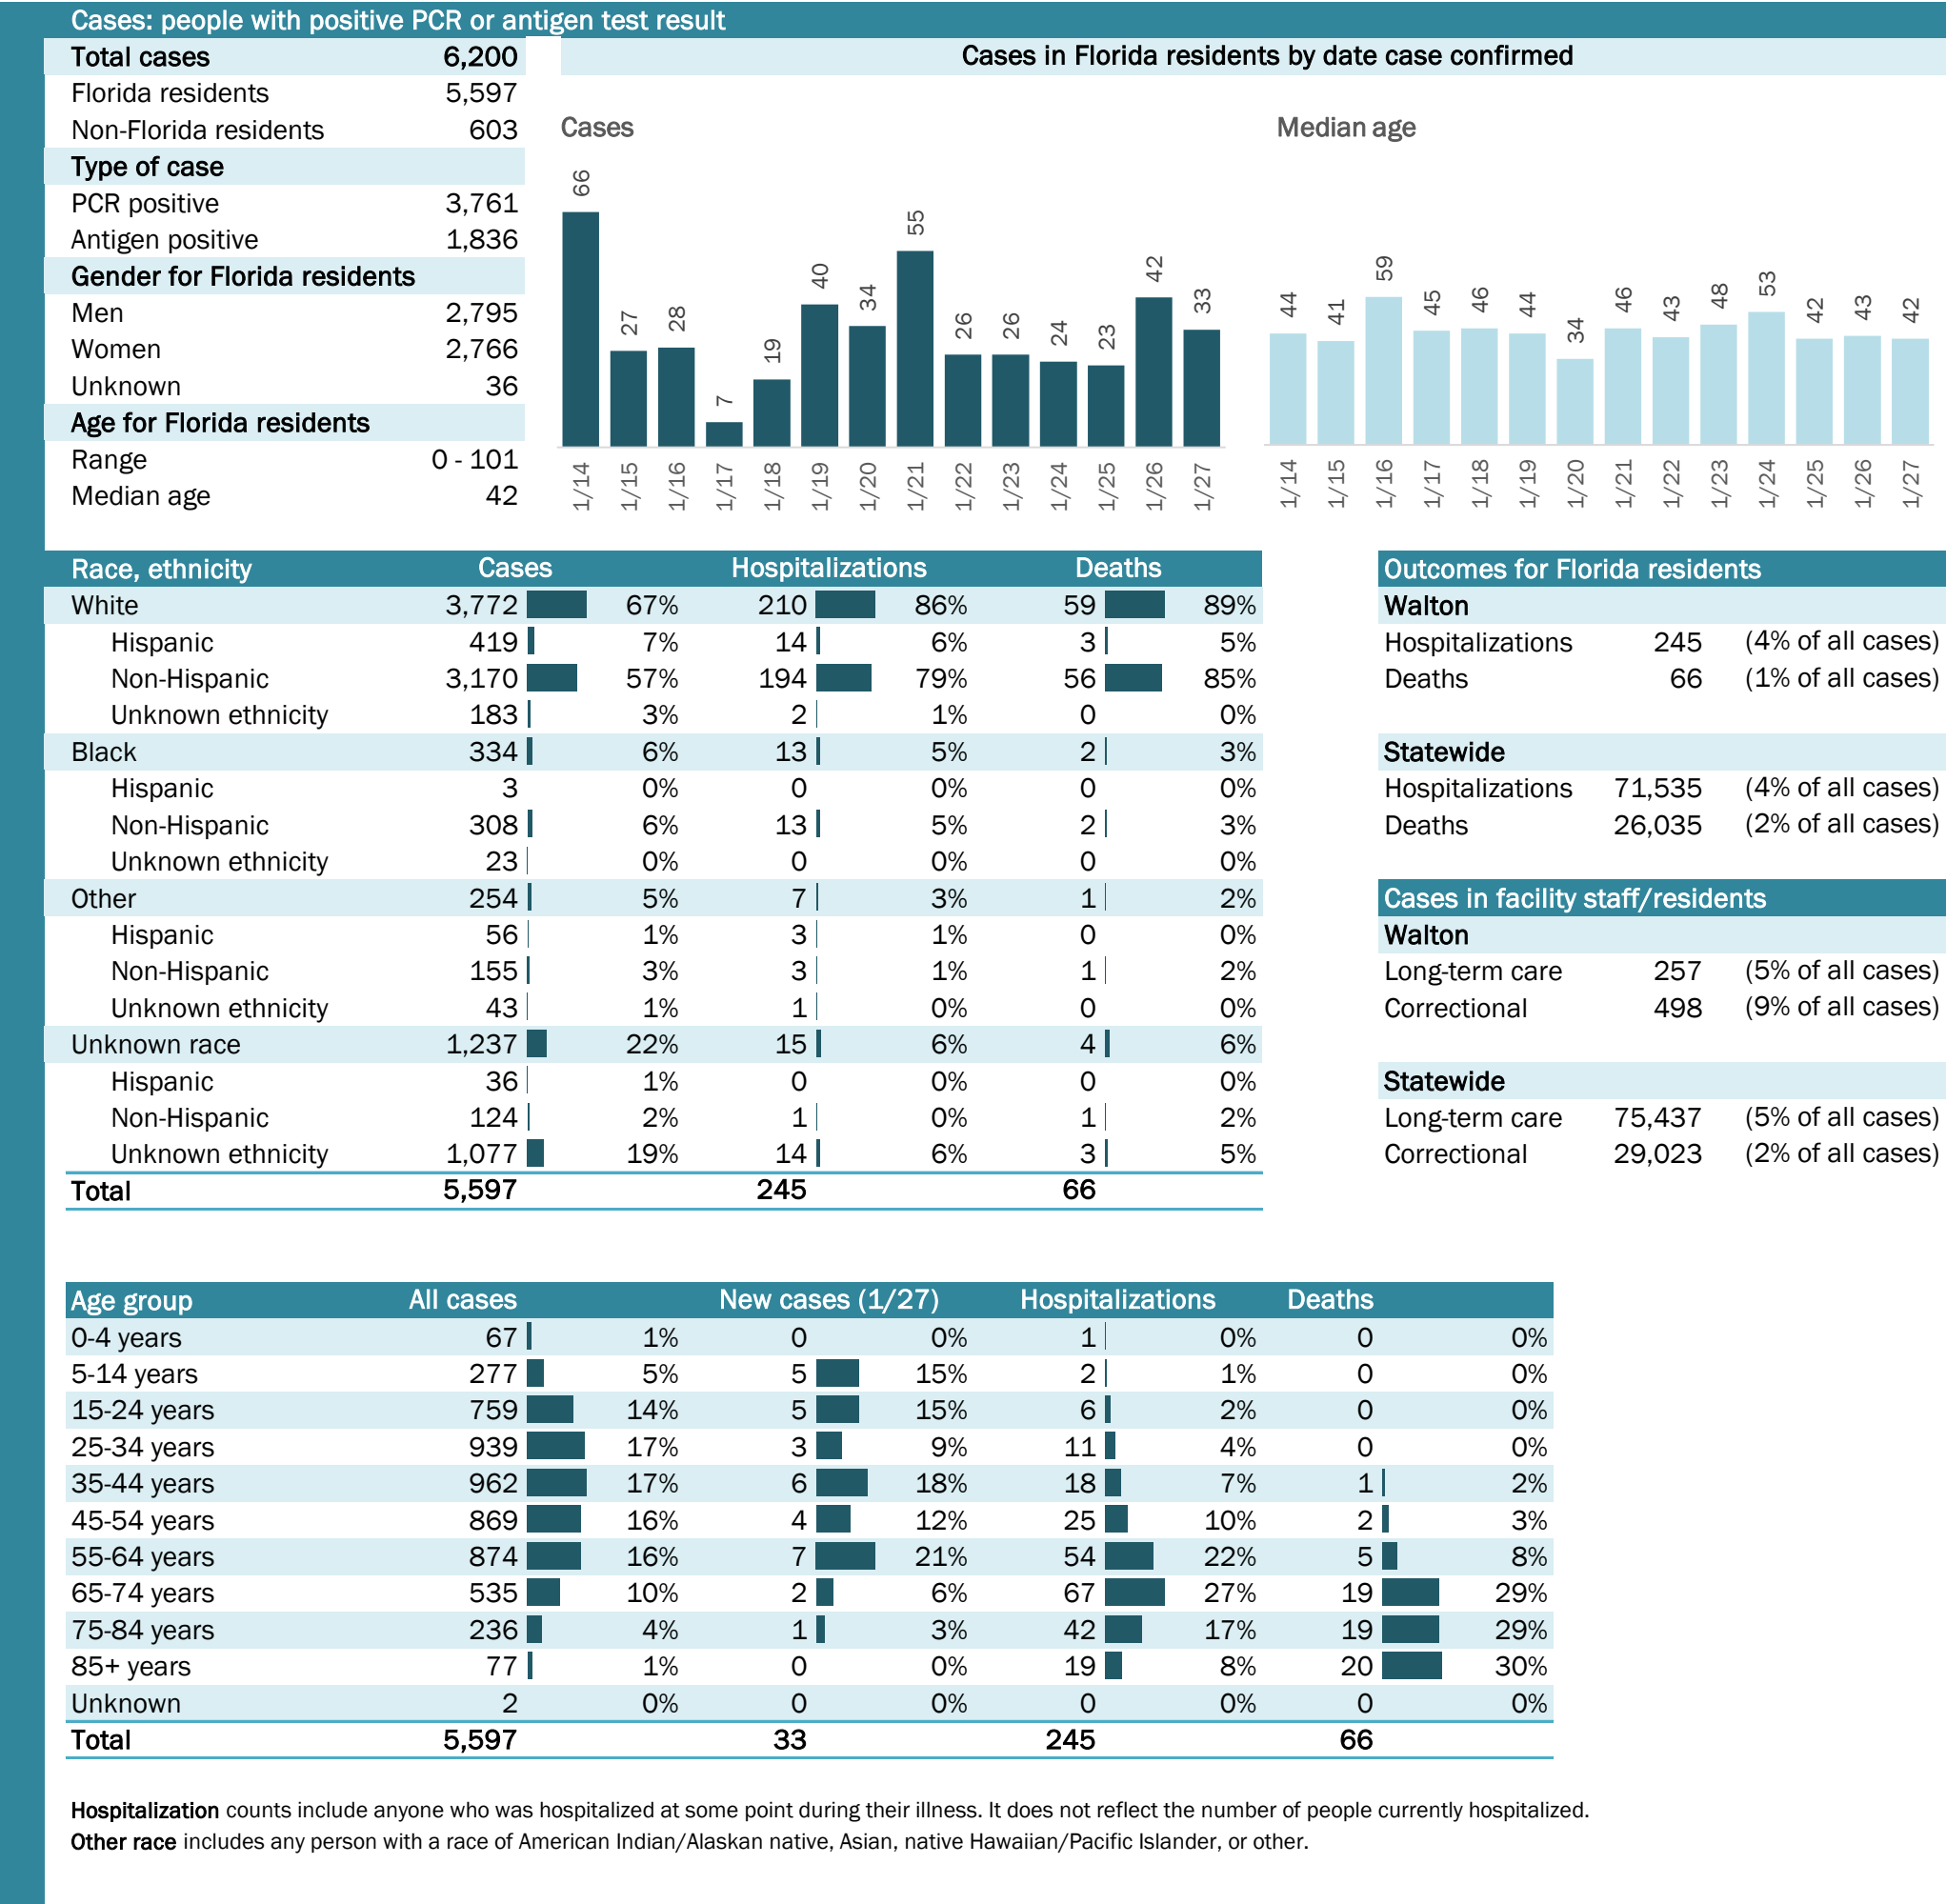 Cases: people with positive PCR or antigen test result
Total cases 6,200
Florida residents 5,597
Non-Florida residents 603
Type of case
PCR positive 3,761
Antigen positive 1,836
Gender for Florida residents
Men 2,795
Women 2,766
Unknown 36
Age for Florida residents
Range 0 - 101
Median age 42
Cases in Florida residents by date case confirmed
Cases
66 27 28 7 19 40 34 55 26 26 24 23 42 33
1/14 1/15 1/16 1/17 1/18 1/19 1/20 1/21 1/22 1/23 1/24 1/25 1/26 1/27
Median age
44 41 59 45 46 44 34 46 43 48 53 42 43 42
1/14 1/15 1/16 1/17 1/18 1/19 1/20 1/21 1/22 1/23 1/24 1/25 1/26 1/27
Race, ethnicity Cases Hospitalizations Deaths
White 3,772 67% 210 86% 59 89%
Hispanic 419 7% 14 6% 3 5%
Non-Hispanic 3,170 57% 194 79% 56 85%
Unknown ethnicity 183 3% 2 1% 0 0%
Black 334 6% 13 5% 2 3%
Hispanic 3 0% 0 0% 0 0%
Non-Hispanic 308 6% 13 5% 2 3%
Unknown ethnicity 23 0% 0 0% 0 0%
Other 254 5% 7 3% 1 2%
Hispanic 56 1% 3 1% 0 0%
Non-Hispanic 155 3% 3 1% 1 2%
Unknown ethnicity 43 1% 1 0% 0 0%
Unknown race 1,237 22% 15 6% 4 6%
Hispanic 36 1% 0 0% 0 0%
Non-Hispanic 124 2% 1 0% 1 2%
Unknown ethnicity 1,077 19% 14 6% 3 5%
Total 5,597 245 66
Outcomes for Florida residents
Walton
Hospitalizations 245 (4% of all cases)
Deaths 66 (1% of all cases)
Statewide
Hospitalizations 71,535 (4% of all cases)
Deaths 26,035 (2% of all cases)
Cases in facility staff/residents
Walton
Long-term care 257 (5% of all cases)
Correctional 498 (9% of all cases)
Statewide
Long-term care 75,437 (5% of all cases)
Correctional 29,023 (2% of all cases)
Age group All cases New cases (1/27) Hospitalizations Deaths
0-4 years 67 1% 0 0% 1 0% 0 0%
5-14 years 277 5% 5 15% 2 1% 0 0%
15-24 years 759 14% 5 15% 6 2% 0 0%
25-34 years 939 17% 3 9% 11 4% 0 0%
35-44 years 962 17% 6 18% 18 7% 1 2%
45-54 years 869 16% 4 12% 25 10% 2 3%
55-64 years 874 16% 7 21% 54 22% 5 8%
65-74 years 535 10% 2 6% 67 27% 19 29%
75-84 years 236 4% 1 3% 42 17% 19 29%
85+ years 77 1% 0 0% 19 8% 20 30%
Unknown 2 0% 0 0% 0 0% 0 0%
Total 5,597 33 245 66
Hospitalization counts include anyone who was hospitalized at some point during their illness. It does not reflect the number of people currently hospitalized.
Other race includes any person with a race of American Indian/Alaskan native, Asian, native Hawaiian/Pacific Islander, or other.